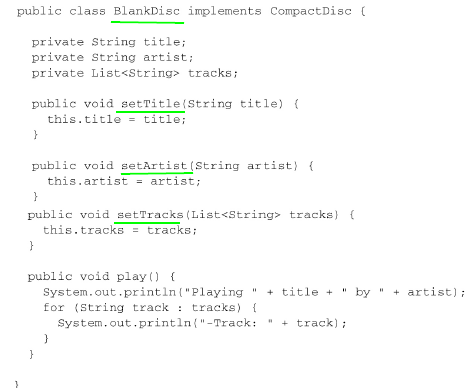 public class BlankDisc implements CompactDisc {
private String title;
private String artist;
private List<String> tracks;
public void setTitle(String title) {
this.title = title;
}
public void setArtist(String artist) {
this.artist = artist;
}
public void setTracks(List<String> tracks) {
this.tracks = tracks;
}
public void play() {
System.out.println("Playing " + title + " by " + artist);
for (String track : tracks) {
System.out.println("-Track: " + track);
}
}
}